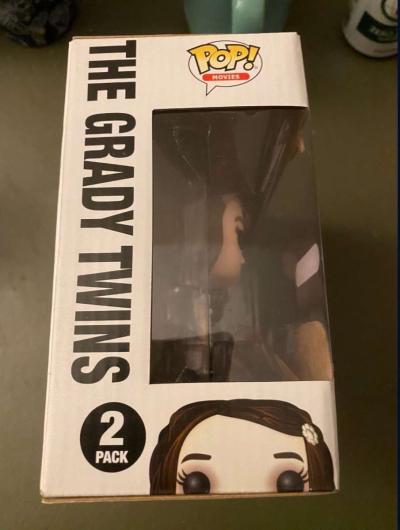 POP!
MOVIES
THE GRADY TWINS
2
PACK